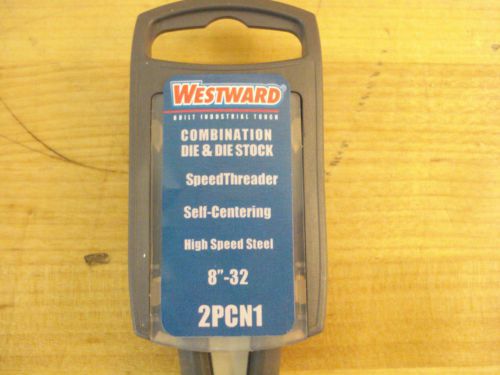 WESTWARD®
BUILT INDUSTRIAL TOUGH
COMBINATION
DIE & DIE STOCK
SpeedThreader
Self-Centering
High Speed Steel
8"-32
2PCN1